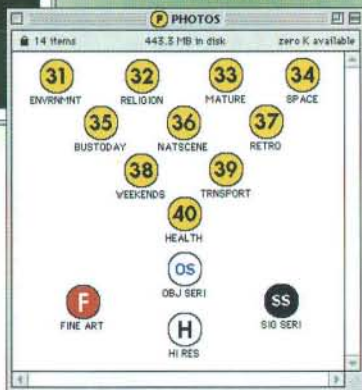 F PHOTOS
14 items 443.3 MB in disk zero K available
31 32 33 34
ENVRNMNT RELIGION MATURE SPACE
35 36 37
BUSTODAY NATSCENE RETRO
38 39
WEEKENDS TRNSPORT
40
HEALTH
OS
OBJ SERI
F SS
FINE ART SIG SERI
H
HI RES